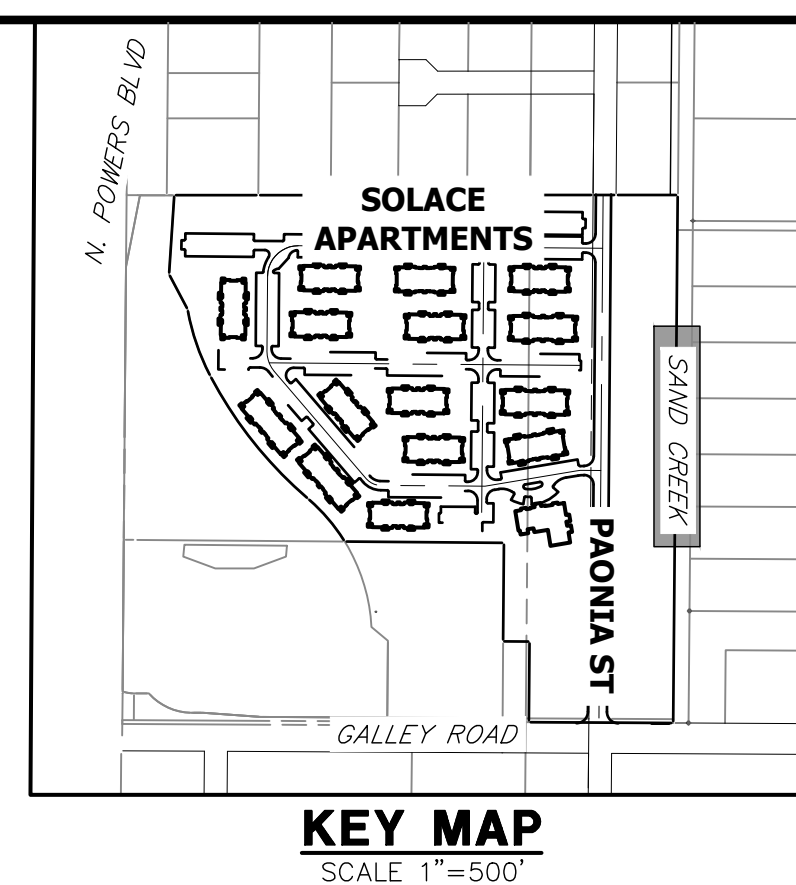 N. POWERS BLVD
SOLACE
APARTMENTS
SAND CREEK
PAONIA ST
GALLEY ROAD
KEY MAP
SCALE 1"=500'